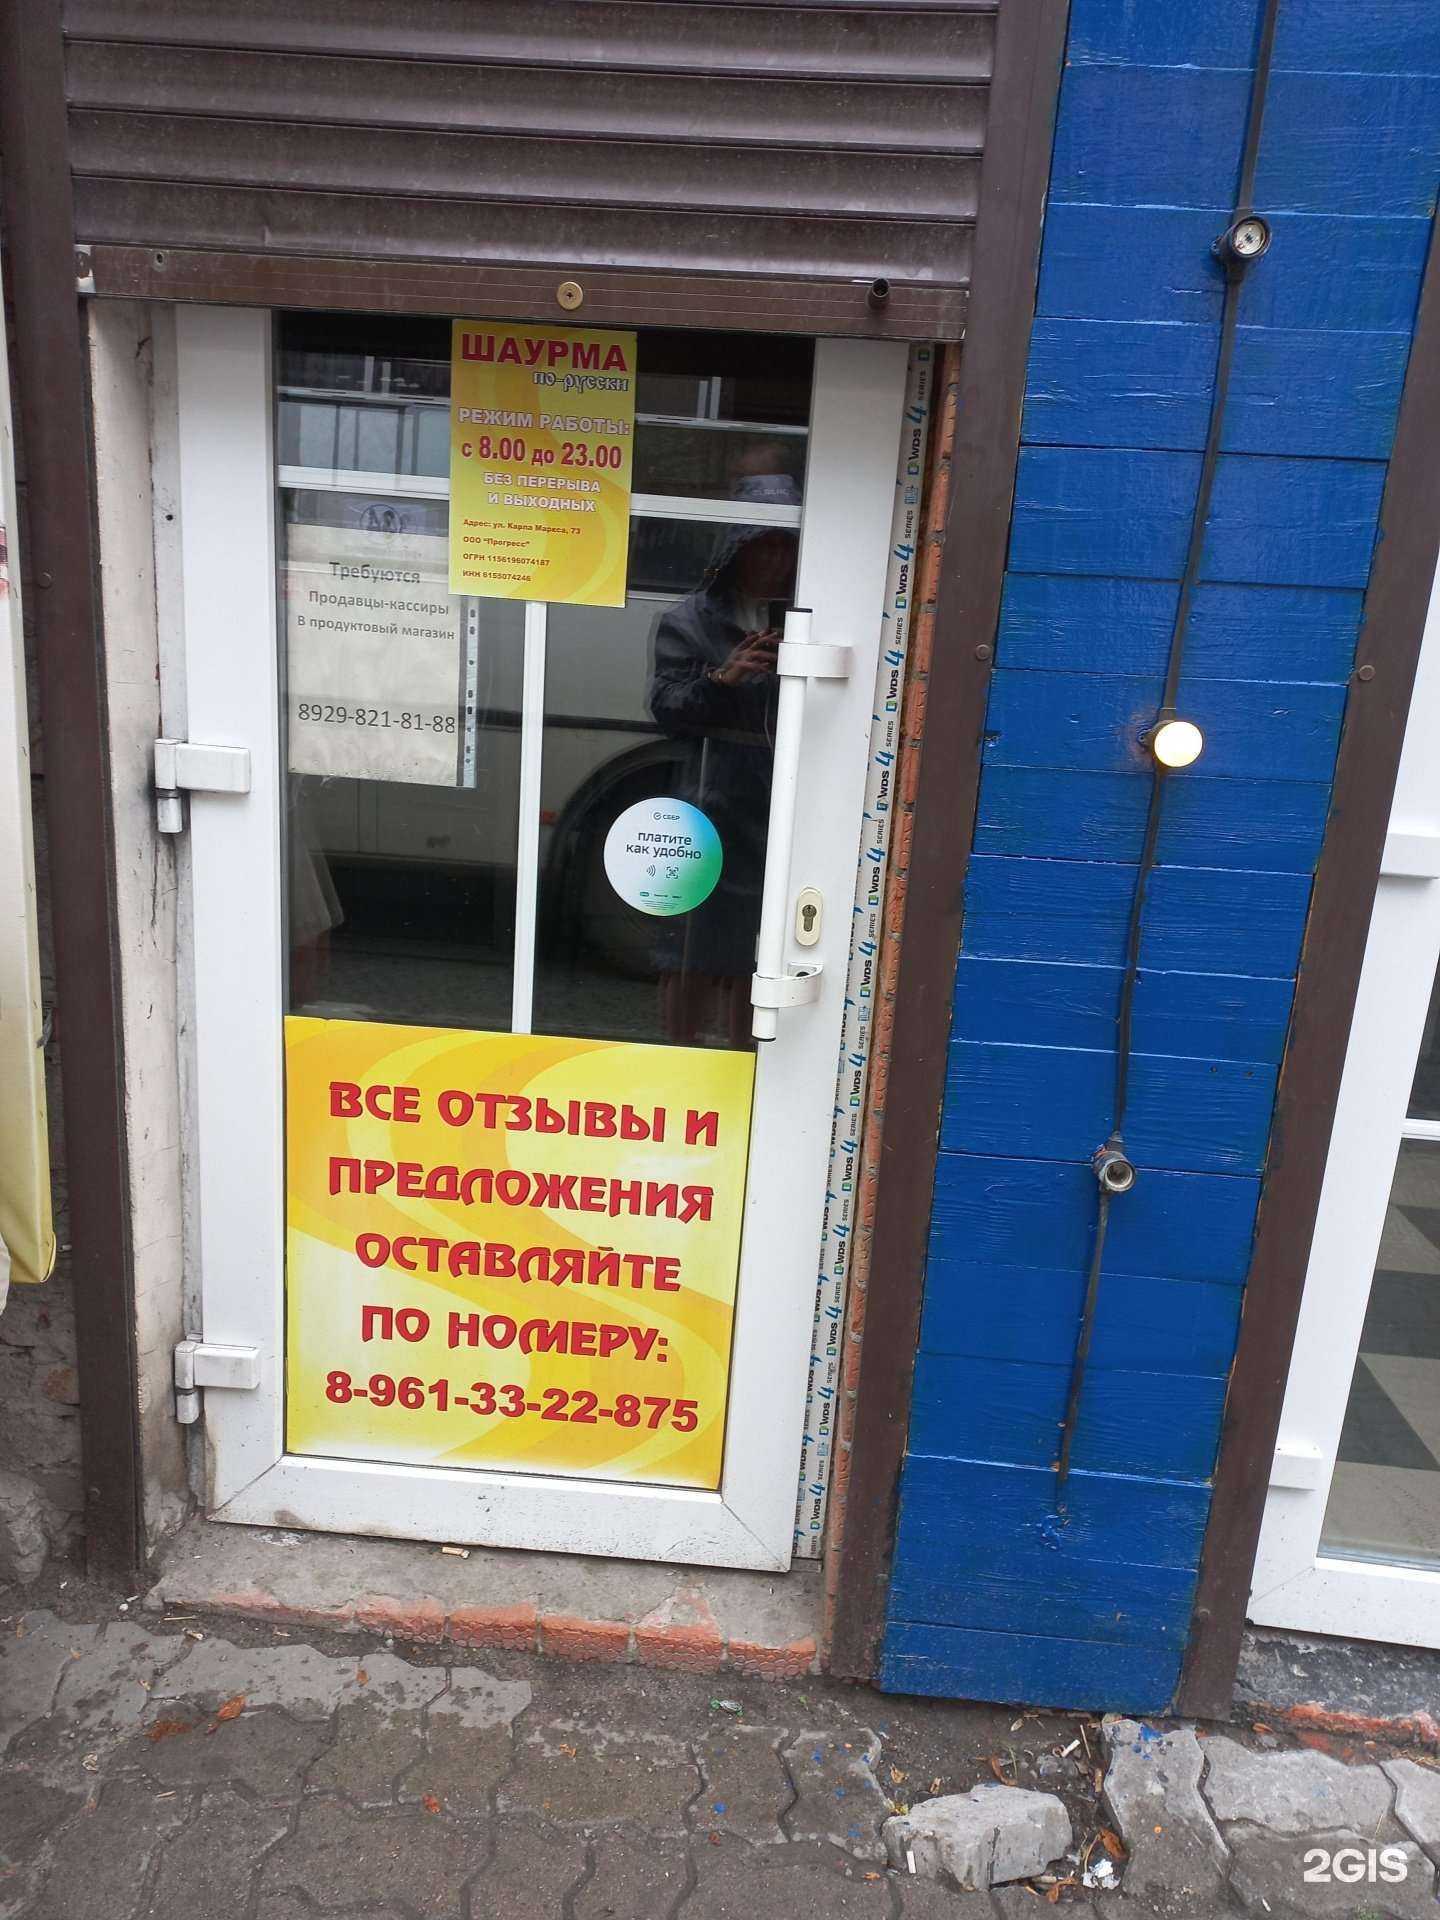 ШАУРМА
по-русски
РЕЖИМ РАБОТЫ:
с 8.00 до 23.00
БЕЗ ПЕРЕРЫВА
И ВЫХОДНЫХ
Адрес: ул. Карла Маркса, 73
ООО "Прогресс"
ОГРН 1156196074187
ИНН 6155074246
Требуются
Продавцы-кассиры
В продуктовый магазин
8929-821-81-88
СБЕР
платите
как удобно
ВСЕ ОТЗЫВЫ И
ПРЕДЛОЖЕНИЯ
ОСТАВЛЯЙТЕ
ПО НОМЕРУ:
8-961-33-22-875
WDS 4 SERIES
2GIS